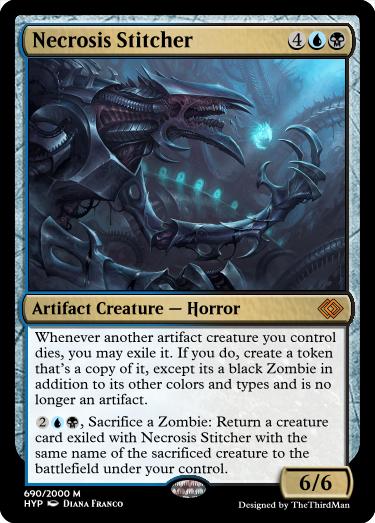 Necrosis Stitcher 4
Artifact Creature — Horror
Whenever another artifact creature you control
dies, you may exile it. If you do, create a token
that's a copy of it, except its a black Zombie in
addition to its other colors and types and is no
longer an artifact.
2, Sacrifice a Zombie: Return a creature
card exiled with Necrosis Stitcher with the
same name of the sacrificed creature to the
battlefield under your control.
6/6
690/2000 M
HYP DIANA FRANCO
Designed by TheThirdMan